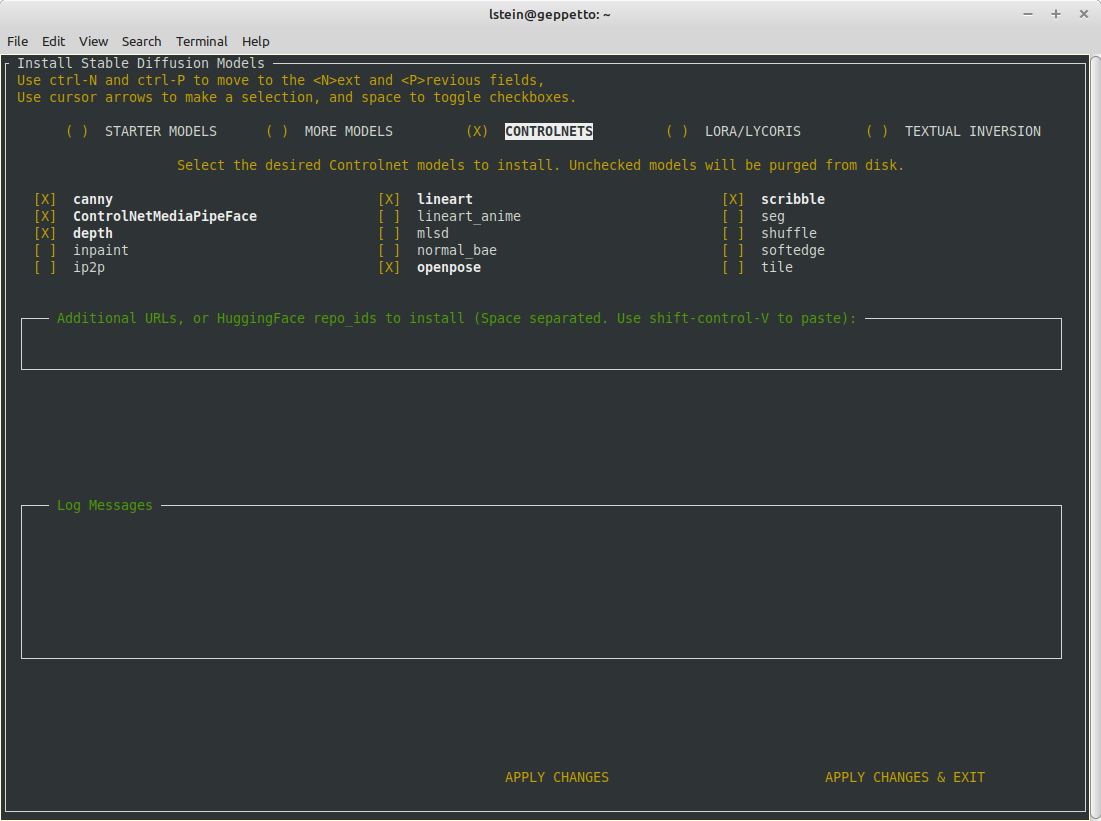 lstein@geppetto: ~
File Edit View Search Terminal Help
Install Stable Diffusion Models
Use ctrl-N and ctrl-P to move to the <N>ext and <P>revious fields,
Use cursor arrows to make a selection, and space to toggle checkboxes.
( ) STARTER MODELS ( ) MORE MODELS (X) CONTROLNETS ( ) LORA/LYCORIS ( ) TEXTUAL INVERSION
Select the desired Controlnet models to install. Unchecked models will be purged from disk.
[X] canny [X] lineart [X] scribble
[X] ControlNetMediaPipeFace [ ] lineart_anime [ ] seg
[X] depth [ ] mlsd [ ] shuffle
[ ] inpaint [ ] normal_bae [ ] softedge
[ ] ip2p [X] openpose [ ] tile
Additional URLs, or HuggingFace repo_ids to install (Space separated. Use shift-control-V to paste):
Log Messages
APPLY CHANGES APPLY CHANGES & EXIT